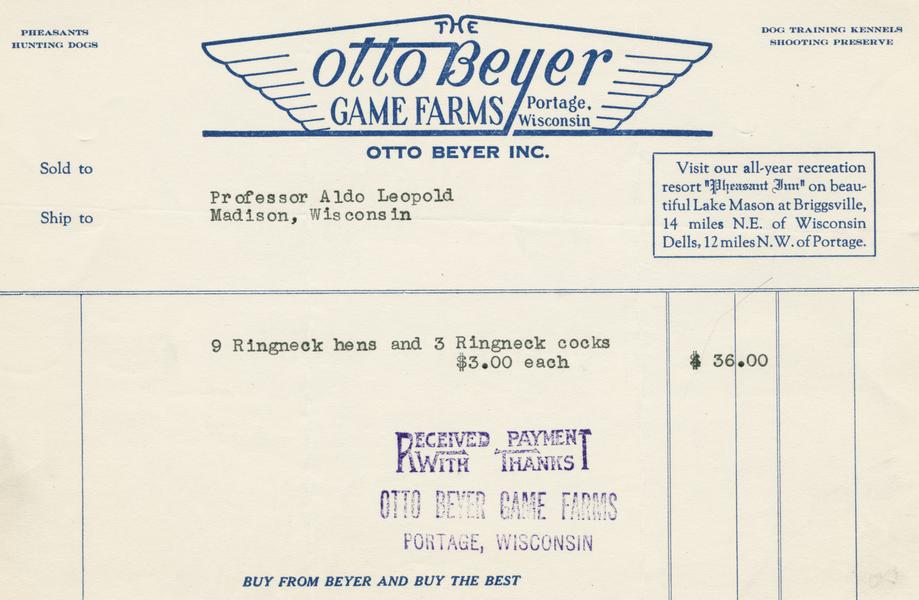 PHEASANTS
HUNTING DOGS
THE
Otto Beyer
GAME FARMS
Portage,
Wisconsin
OTTO BEYER INC.
DOG TRAINING KENNELS
SHOOTING PRESERVE
Sold to
Ship to
Professor Aldo Leopold
Madison, Wisconsin
Visit our all-year recreation
resort "Pheasant Inn" on beau-
tiful Lake Mason at Briggsville,
14 miles N.E. of Wisconsin
Dells, 12 miles N.W. of Portage.
9 Ringneck hens and 3 Ringneck cocks
$3.00 each
$ 36.00
RECEIVED PAYMENT
WITH THANKS
OTTO BEYER GAME FARMS
PORTAGE, WISCONSIN
BUY FROM BEYER AND BUY THE BEST